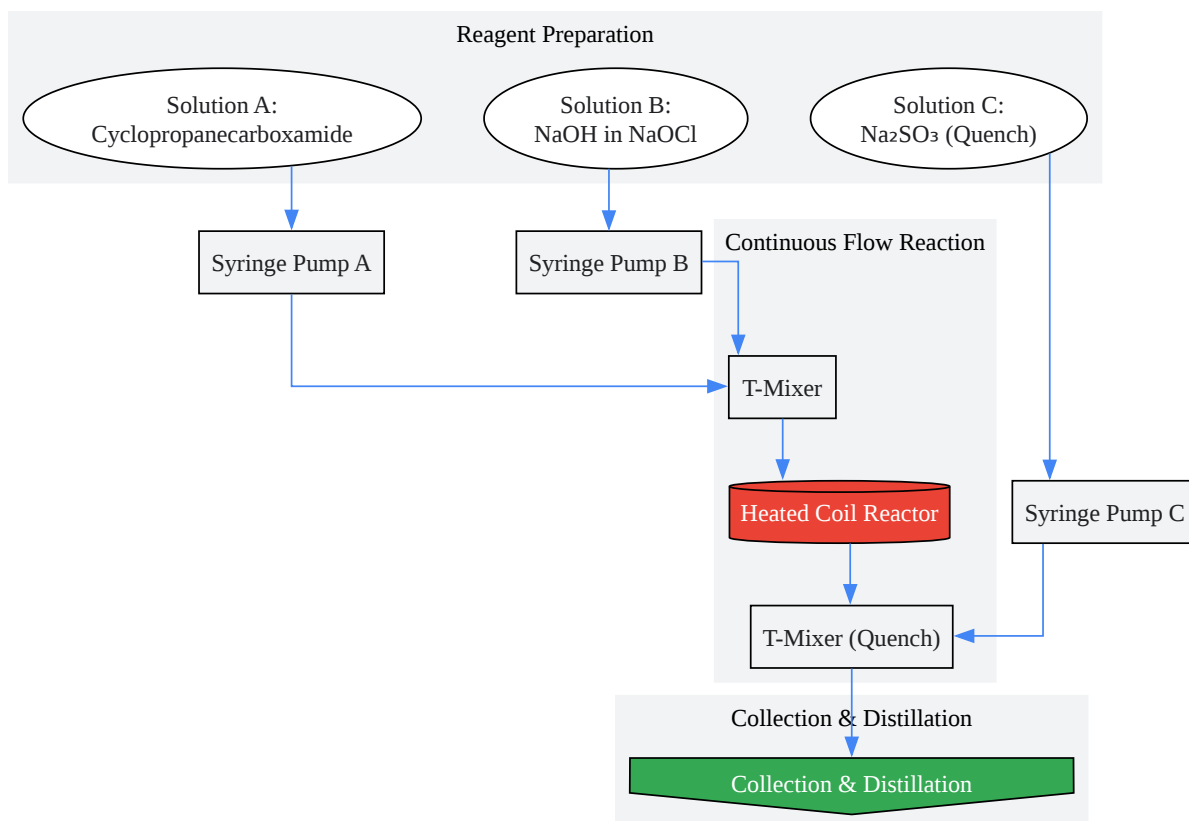 Reagent Preparation
Solution A:
Cyclopropanecarboxamide
Solution B:
NaOH in NaOCl
Solution C:
Na₂SO₃ (Quench)
Syringe Pump A
Syringe Pump B
Continuous Flow Reaction
T-Mixer
Heated Coil Reactor
Syringe Pump C
T-Mixer (Quench)
Collection & Distillation
Collection & Distillation